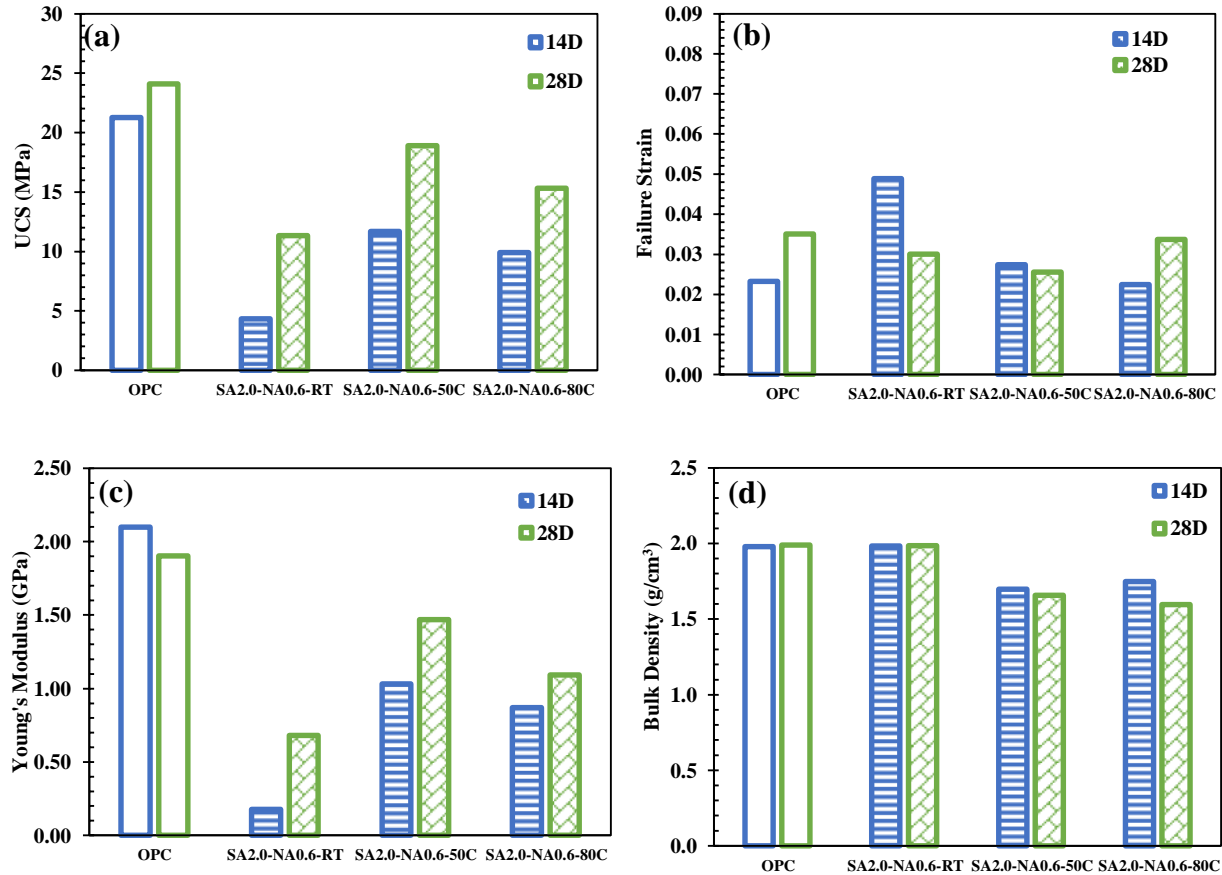 (a)
14D
28D
UCS (MPa)
30
25
20
15
10
5
0
OPC SA2.0-NA0.6-RT SA2.0-NA0.6-50C SA2.0-NA0.6-80C
(b)
14D
28D
Failure Strain
0.09
0.08
0.07
0.06
0.05
0.04
0.03
0.02
0.01
0.00
OPC SA2.0-NA0.6-RT SA2.0-NA0.6-50C SA2.0-NA0.6-80C
(c)
14D
28D
Young's Modulus (GPa)
2.50
2.00
1.50
1.00
0.50
0.00
OPC SA2.0-NA0.6-RT SA2.0-NA0.6-50C SA2.0-NA0.6-80C
(d)
14D
28D
Bulk Density (g/cm³)
2.5
2.0
1.5
1.0
0.5
0.0
OPC SA2.0-NA0.6-RT SA2.0-NA0.6-50C SA2.0-NA0.6-80C